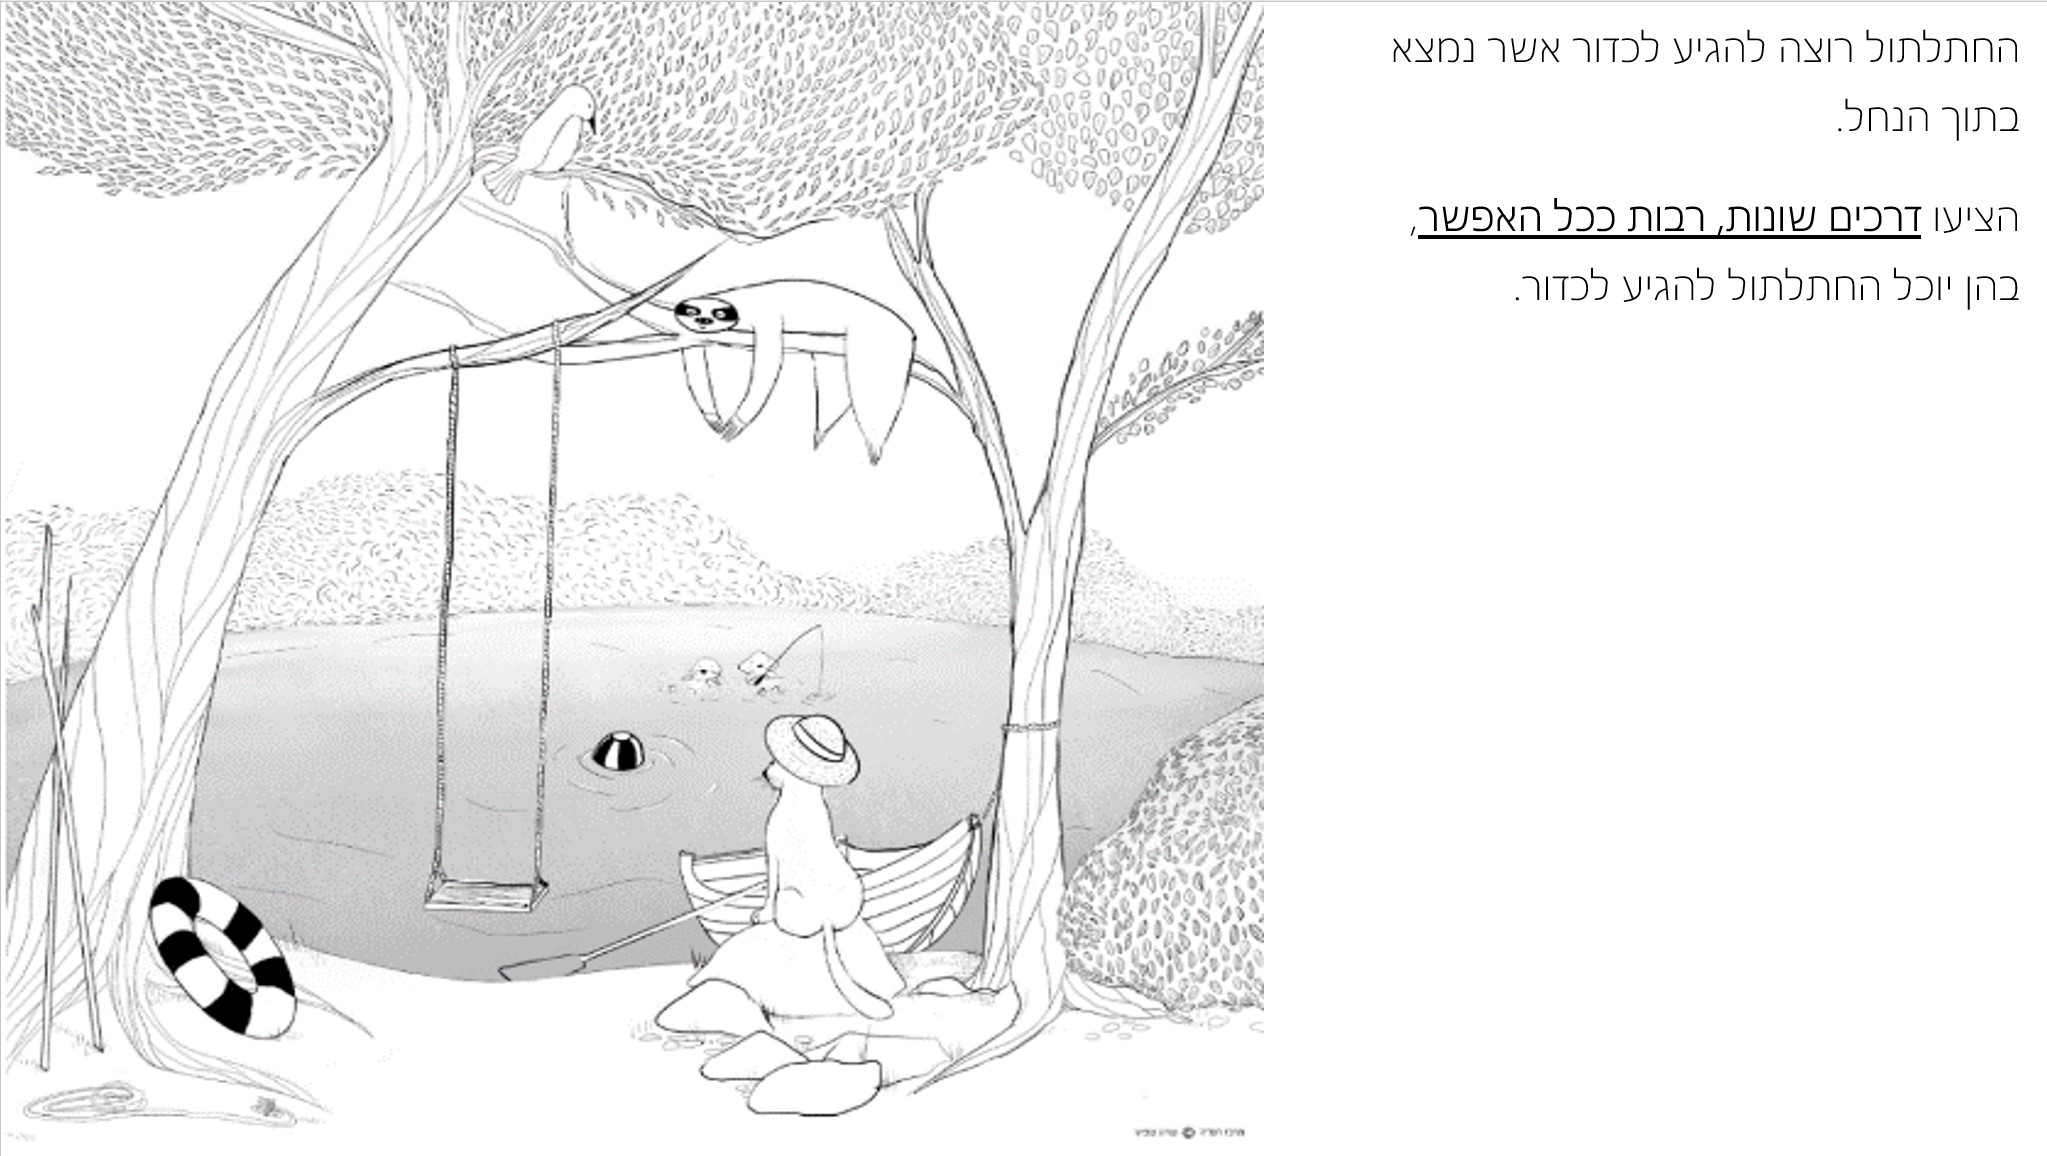 החתלתול רוצה להגיע לכדור אשר נמצא
בתוך הנחל.
הציעו דרכים שונות, רבות ככל האפשר,
בהן יוכל החתלתול להגיע לכדור.
©